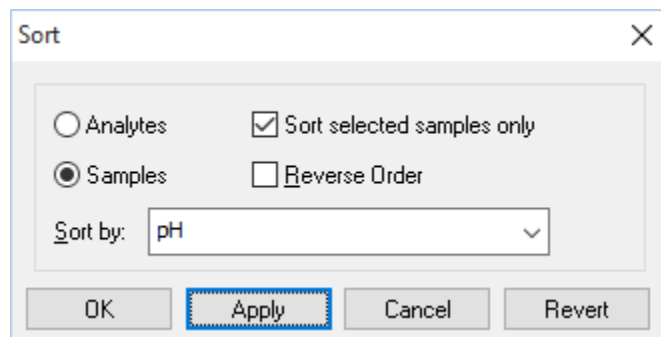 Sort
Analytes Sort selected samples only
Samples Reverse Order
Sort by: pH
OK Apply Cancel Revert